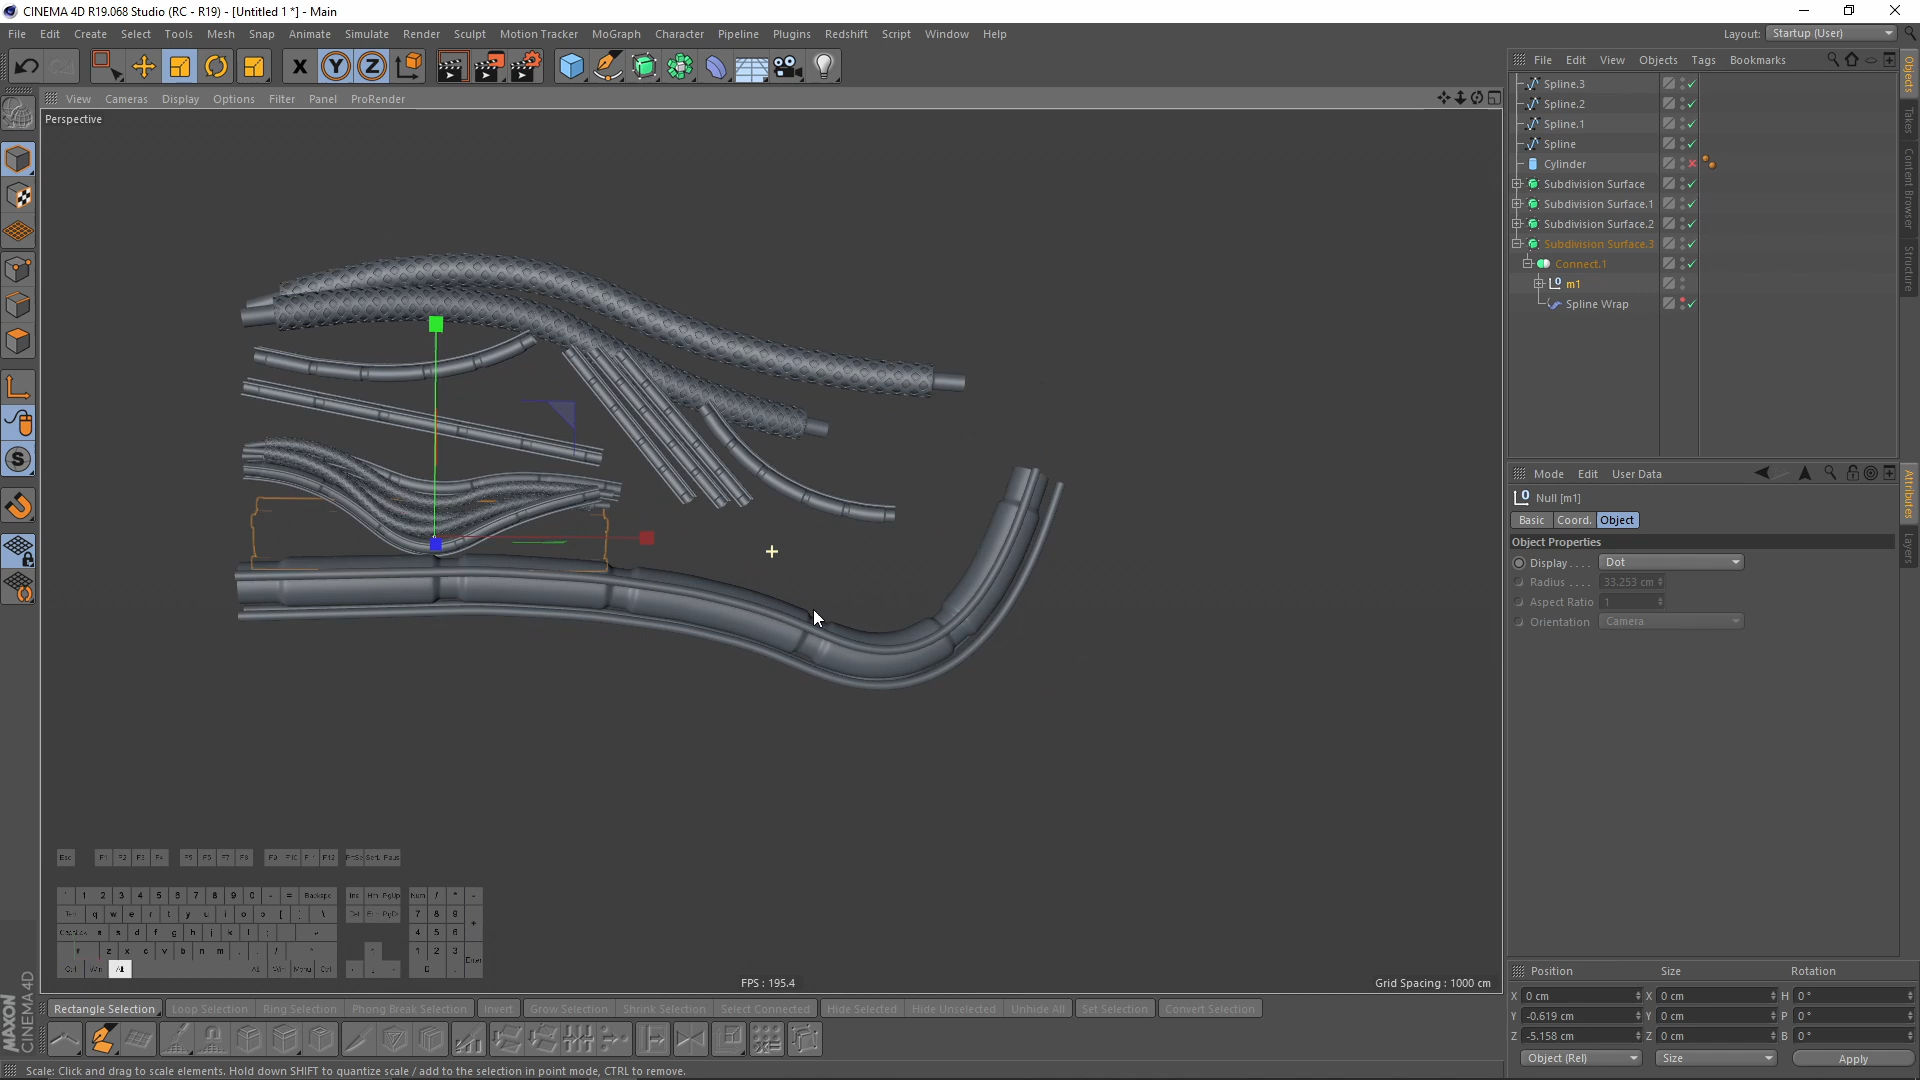 CINEMA 4D R19.068 Studio (RC - R19) - [Untitled 1 *] - Main
File Edit Create Select Tools Mesh Snap Animate Simulate Render Sculpt Motion Tracker MoGraph Character Pipeline Plugins Redshift Script Window Help
Layout: Startup (User)
X Y Z
File Edit View Objects Tags Bookmarks
View Cameras Display Options Filter Panel ProRender
Perspective
Spline.3
Spline.2
Spline.1
Spline
Cylinder
Subdivision Surface
Subdivision Surface.1
Subdivision Surface.2
Subdivision Surface.3
Connect.1
m1
Spline Wrap
Objects
Takes
Content Browser
Structure
Mode Edit User Data
Null [m1]
Basic Coord. Object
Object Properties
Display . . . . Dot
Radius . . . . 33.253 cm
Aspect Ratio 1
Orientation Camera
Attributes
Layers
FPS : 195.4
Grid Spacing : 1000 cm
Position Size Rotation
X 0 cm X 0 cm H 0 °
Y -0.619 cm Y 0 cm P 0 °
Z -5.158 cm Z 0 cm B 0 °
Object (Rel) Size Apply
Rectangle Selection Loop Selection Ring Selection Phong Break Selection Invert Grow Selection Shrink Selection Select Connected Hide Selected Hide Unselected Unhide All Set Selection Convert Selection
MAXON
CINEMA 4D
Scale: Click and drag to scale elements. Hold down SHIFT to quantize scale / add to the selection in point mode, CTRL to remove.